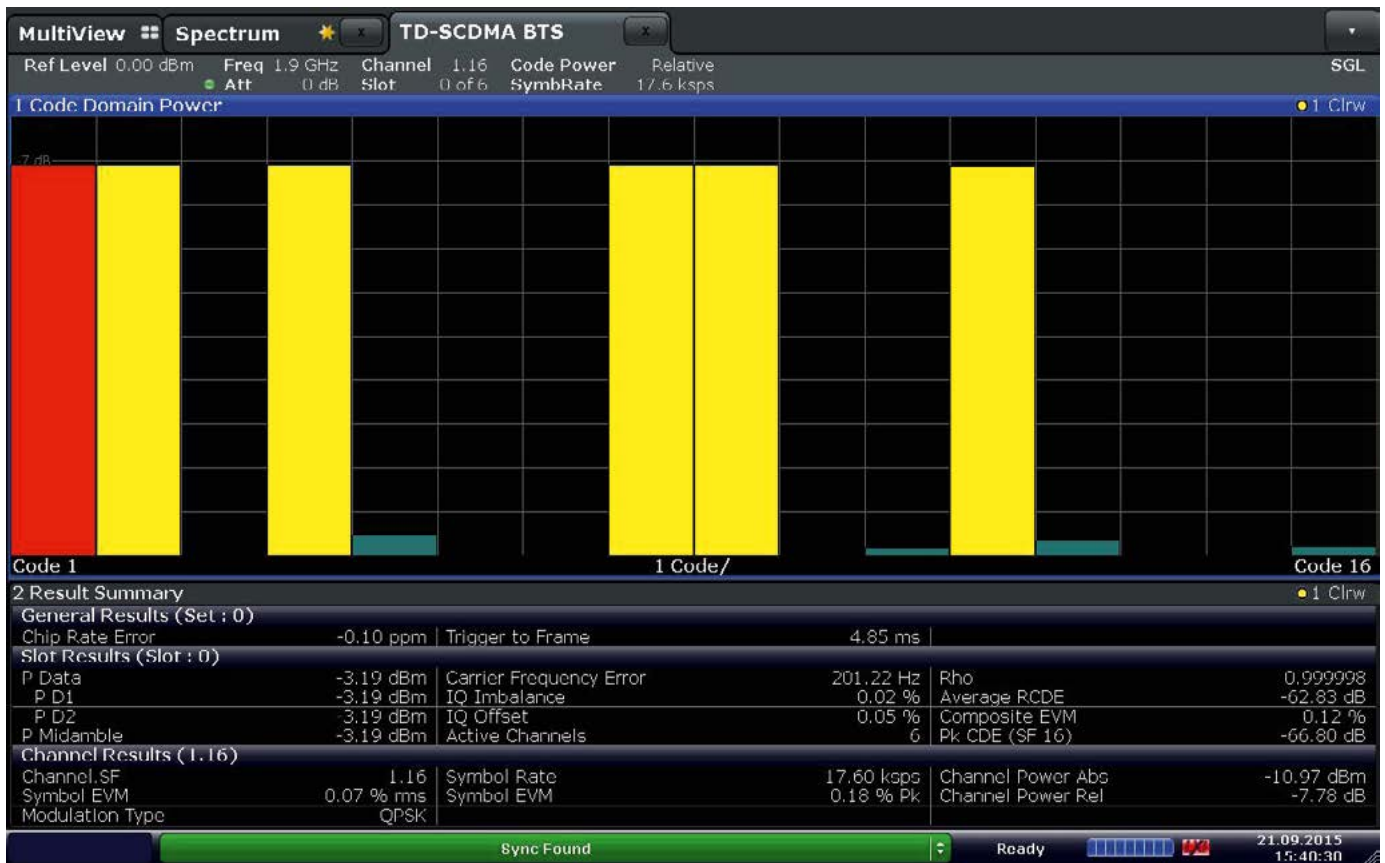 MultiView Spectrum x TD-SCDMA BTS x
Ref Level 0.00 dBm Freq 1.9 GHz Channel 1.16 Code Power Relative SGL
Att 0 dB Slot 0 of 6 SymbRate 17.6 ksps
1 Code Domain Power 1 Clrw
-7 dB
Code 1 1 Code/ Code 16
2 Result Summary 1 Clrw
General Results (Set : 0)
Chip Rate Error -0.10 ppm Trigger to Frame 4.85 ms
Slot Results (Slot : 0)
P Data -3.19 dBm Carrier Frequency Error 201.22 Hz Rho 0.999998
P D1 -3.19 dBm IQ Imbalance 0.02 % Average RCDE -62.83 dB
P D2 -3.19 dBm IQ Offset 0.05 % Composite EVM 0.12 %
P Midamble -3.19 dBm Active Channels 6 Pk CDE (SF 16) -66.80 dB
Channel Results (1.16)
Channel.SF 1.16 Symbol Rate 17.60 ksps Channel Power Abs -10.97 dBm
Symbol EVM 0.07 % rms Symbol EVM 0.18 % Pk Channel Power Rel -7.78 dB
Modulation Type QPSK
Sync Found Ready 21.09.2015
15:40:30